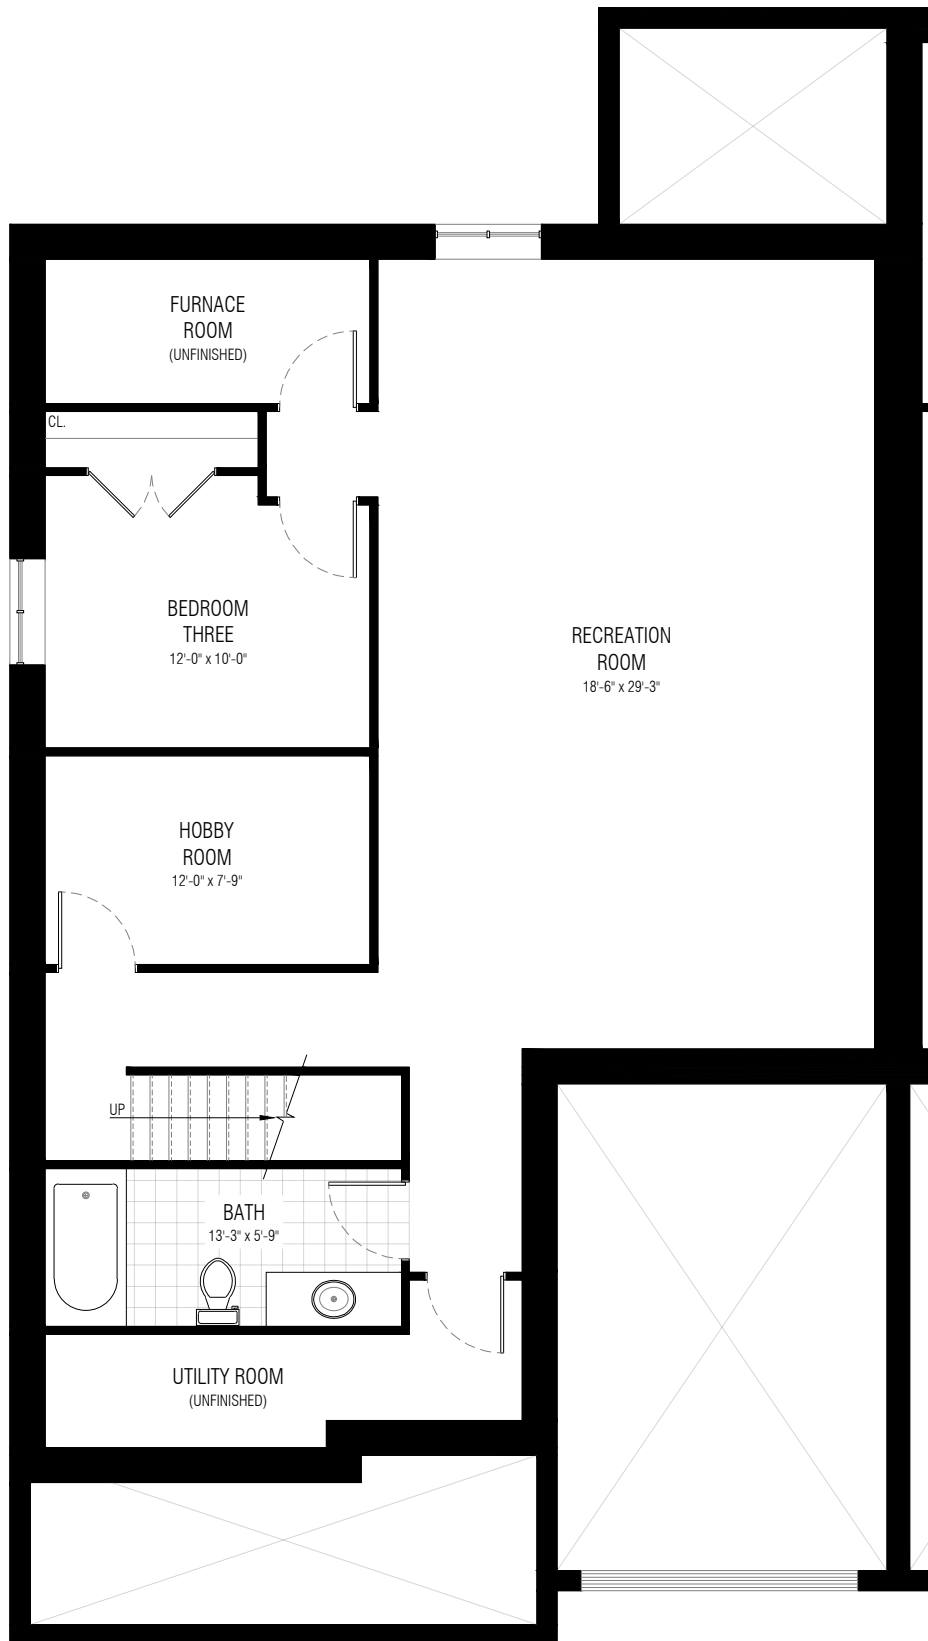 FURNACE
ROOM
(UNFINISHED)
CL.
BEDROOM
THREE
12'-0" x 10'-0"
RECREATION
ROOM
18'-6" x 29'-3"
HOBBY
ROOM
12'-0" x 7'-9"
UP
BATH
13'-3" x 5'-9"
UTILITY ROOM
(UNFINISHED)